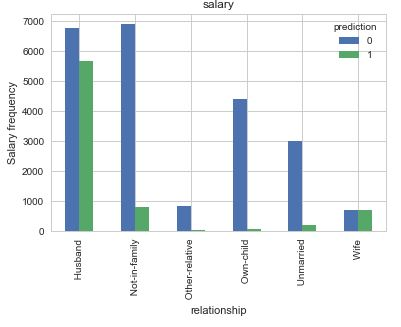 salary
prediction
0
1
7000
6000
5000
4000
3000
2000
1000
0
Salary frequency
Husband
Not-in-family
Other-relative
Own-child
Unmarried
Wife
relationship